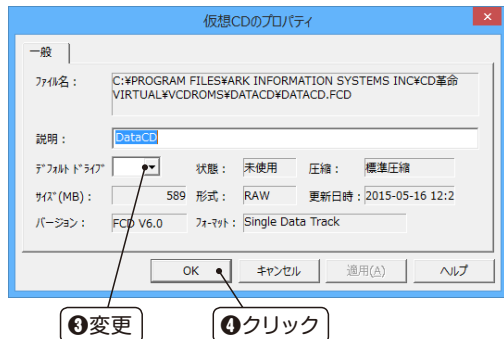 仮想CDのプロパティ
一般
ファイル名： C:¥PROGRAM FILES¥ARK INFORMATION SYSTEMS INC¥CD革命
VIRTUAL¥VCDROMS¥DATACD¥DATACD.FCD
説明： DataCD
デフォルトドライブ 状態： 未使用 圧縮： 標準圧縮
サイズ(MB)： 589 形式： RAW 更新日時： 2015-05-16 12:2
バージョン： FCD V6.0 フォーマット： Single Data Track
OK キャンセル 適用(A) ヘルプ
❸変更 ❹クリック